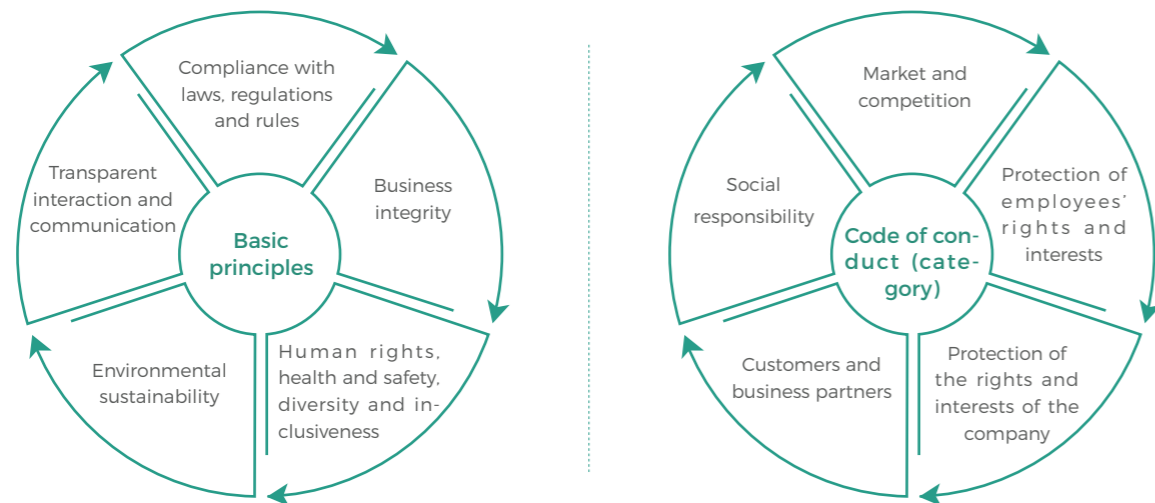 Compliance with
laws, regulations
and rules
Business
integrity
Human rights,
health and safety,
diversity and in-
clusiveness
Environmental
sustainability
Transparent
interaction and
communication
Basic
principles
Market and
competition
Protection of
employees’
rights and
interests
Protection of
the rights and
interests of the
company
Customers and
business partners
Social
responsibility
Code of con-
duct (cate-
gory)